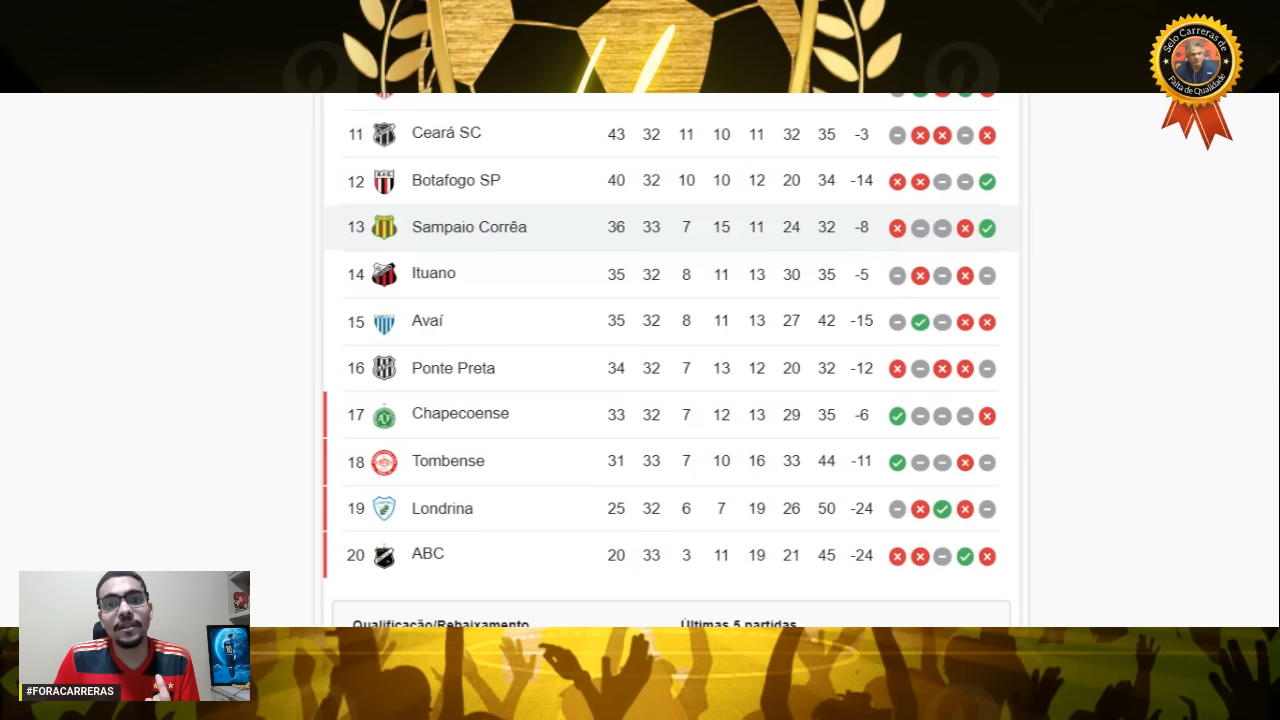 Selo Carreras de
Falta de Qualidade
11 Ceará SC 43 32 11 10 11 32 35 -3
12 Botafogo SP 40 32 10 10 12 20 34 -14
13 Sampaio Corrêa 36 33 7 15 11 24 32 -8
14 Ituano 35 32 8 11 13 30 35 -5
15 Avaí 35 32 8 11 13 27 42 -15
16 Ponte Preta 34 32 7 13 12 20 32 -12
17 Chapecoense 33 32 7 12 13 29 35 -6
18 Tombense 31 33 7 10 16 33 44 -11
19 Londrina 25 32 6 7 19 26 50 -24
20 ABC 20 33 3 11 19 21 45 -24
Qualificação/Rebaixamento Últimas 5 partidas
#FORACARRERAS